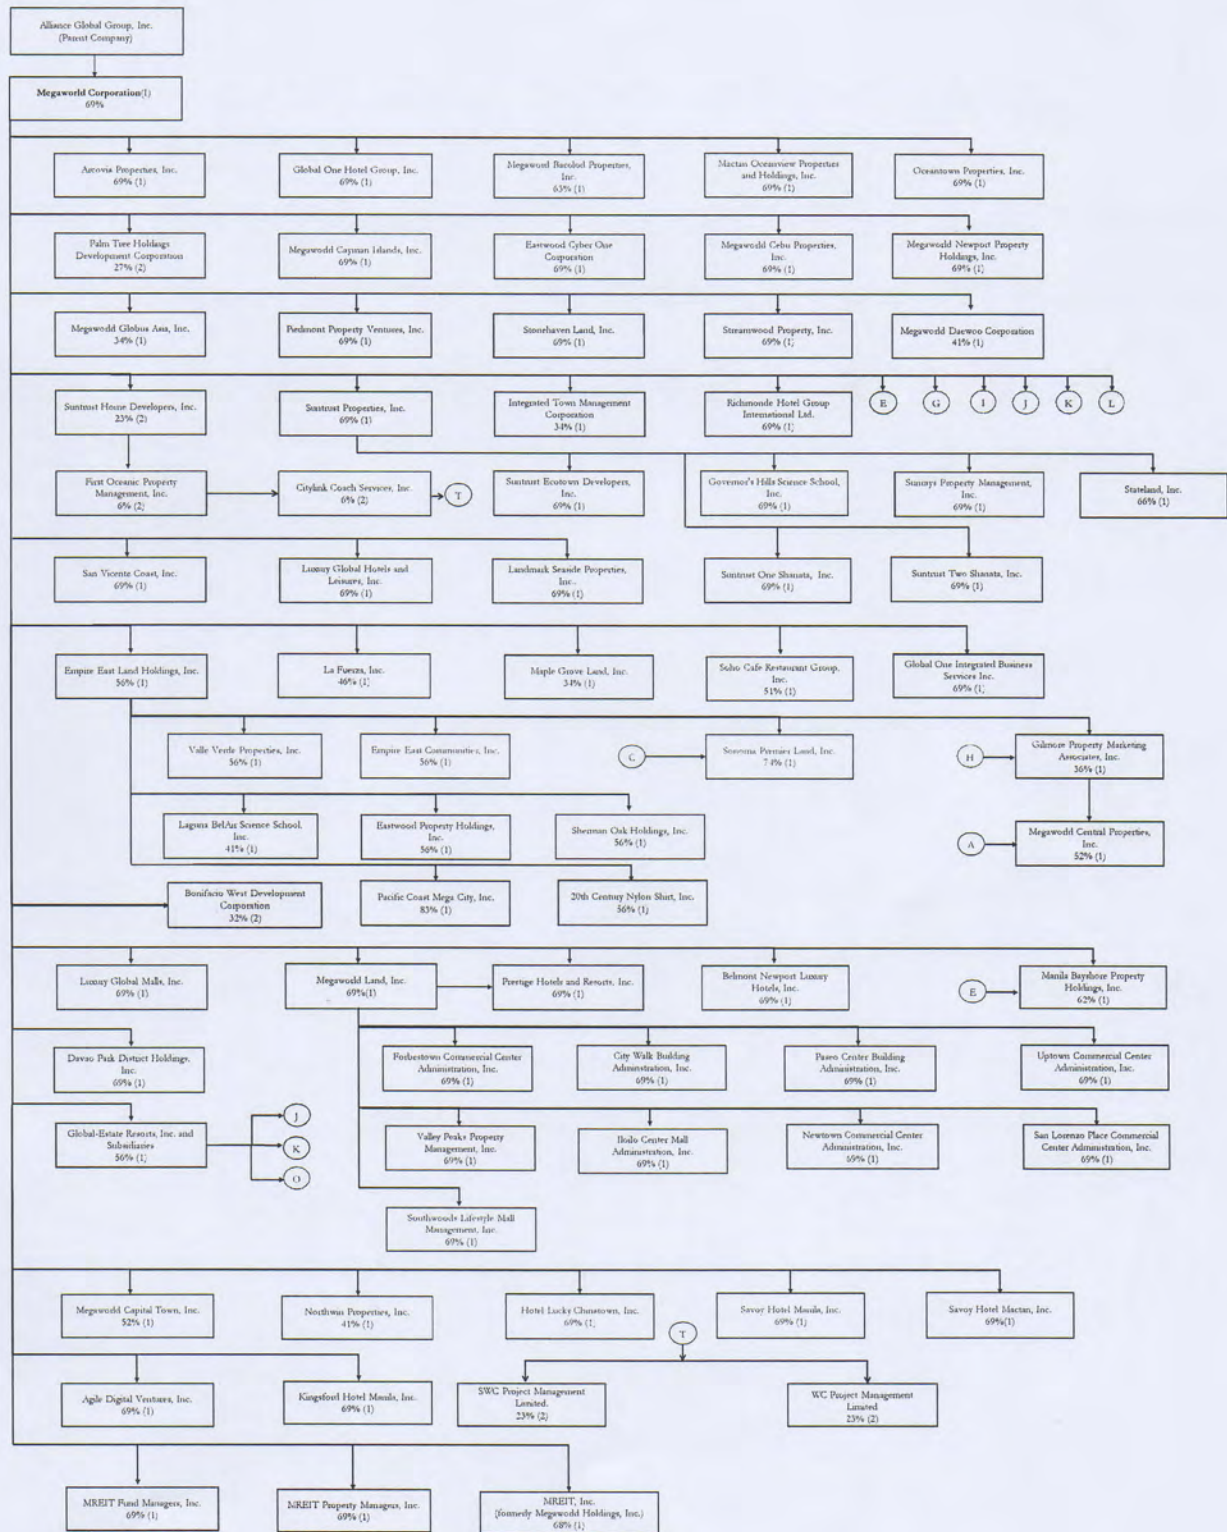 Alliance Global Group, Inc.
(Parent Company)
Megaworld Corporation(1)
69%
Arcovia Properties, Inc.
69% (1)
Global One Hotel Group, Inc.
69% (1)
Megaword Bacolod Properties,
Inc.
63% (1)
Mactan Oceanview Properties
and Holdings, Inc.
69% (1)
Oceantown Properties, Inc.
69% (1)
Palm Tree Holdings
Development Corporation
27% (2)
Megaworld Cayman Islands, Inc.
69% (1)
Eastwood Cyber One
Corporation
69% (1)
Megaworld Cebu Properties,
Inc.
69% (1)
Megaworld Newport Property
Holdings, Inc.
69% (1)
Megaworld Globus Asia, Inc.
34% (1)
Piedmont Property Ventures, Inc.
69% (1)
Stonehaven Land, Inc.
69% (1)
Streamwood Property, Inc.
69% (1)
Megaworld Daewoo Corporation
41% (1)
Suntrust Home Developers, Inc.
23% (2)
Suntrust Properties, Inc.
69% (1)
Integrated Town Management
Corporation
34% (1)
Richmonde Hotel Group
International Ltd.
69% (1)
E
G
I
J
K
L
First Oceanic Property
Management, Inc.
6% (2)
Citylink Coach Services, Inc.
6% (2)
T
Suntrust Ecotown Developers,
Inc.
69% (1)
Governor's Hills Science School,
Inc.
69% (1)
Sunrays Property Management,
Inc.
69% (1)
Stateland, Inc.
66% (1)
San Vicente Coast, Inc.
69% (1)
Luxury Global Hotels and
Leisures, Inc.
69% (1)
Landmark Seaside Properties,
Inc.
69% (1)
Suntrust One Shanata, Inc.
69% (1)
Suntrust Two Shanata, Inc.
69% (1)
Empire East Land Holdings, Inc.
56% (1)
La Fuerza, Inc.
46% (1)
Maple Grove Land, Inc.
34% (1)
Soho Cafe Restaurant Group,
Inc.
51% (1)
Global One Integrated Business
Services Inc.
69% (1)
Valle Verde Properties, Inc.
56% (1)
Empire East Communities, Inc.
56% (1)
C
Sonoma Premier Land, Inc.
74% (1)
H
Gilmore Property Marketing
Associates, Inc.
36% (1)
Laguna BelAir Science School,
Inc.
41% (1)
Eastwood Property Holdings,
Inc.
56% (1)
Sherman Oak Holdings, Inc.
56% (1)
A
Megaworld Central Properties,
Inc.
52% (1)
Bonifacio West Development
Corporation
32% (2)
Pacific Coast Mega City, Inc.
83% (1)
20th Century Nylon Shirt, Inc.
56% (1)
Luxury Global Malls, Inc.
69% (1)
Megaworld Land, Inc.
69%(1)
Prestige Hotels and Resorts, Inc.
69% (1)
Belmont Newport Luxury
Hotels, Inc.
69% (1)
E
Manila Bayshore Property
Holdings, Inc.
62% (1)
Davao Park District Holdings,
Inc.
69% (1)
Forbestown Commercial Center
Administration, Inc.
69% (1)
City Walk Building
Administration, Inc.
69% (1)
Paseo Center Building
Administration, Inc.
69% (1)
Uptown Commercial Center
Administration, Inc.
69% (1)
Global-Estate Resorts, Inc. and
Subsidiaries
56% (1)
J
K
O
Valley Peaks Property
Management, Inc.
69% (1)
Iloilo Center Mall
Administration, Inc.
69% (1)
Newtown Commercial Center
Administration, Inc.
69% (1)
San Lorenzo Place Commercial
Center Administration, Inc.
69% (1)
Southwoods Lifestyle Mall
Management, Inc.
69% (1)
Megaworld Capital Town, Inc.
52% (1)
Northwin Properties, Inc.
41% (1)
Hotel Lucky Chinatown, Inc.
69% (1)
Savoy Hotel Manila, Inc.
69% (1)
Savoy Hotel Mactan, Inc.
69%(1)
T
Agile Digital Ventures, Inc.
69% (1)
Kingsford Hotel Manila, Inc.
69% (1)
SWC Project Management
Limited.
23% (2)
WC Project Management
Limited
23% (2)
MREIT Fund Managers, Inc.
69% (1)
MREIT Property Managers, Inc.
69% (1)
MREIT, Inc.
(formerly Megaworld Holdings, Inc.)
68% (1)